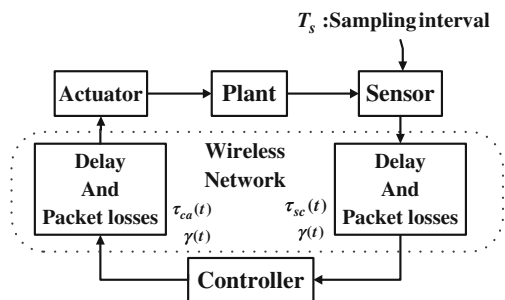 T_s :Sampling interval
Actuator
Plant
Sensor
Delay
And
Packet losses
Wireless
Network
τ_ca(t)
γ(t)
τ_sc(t)
γ(t)
Delay
And
Packet losses
Controller